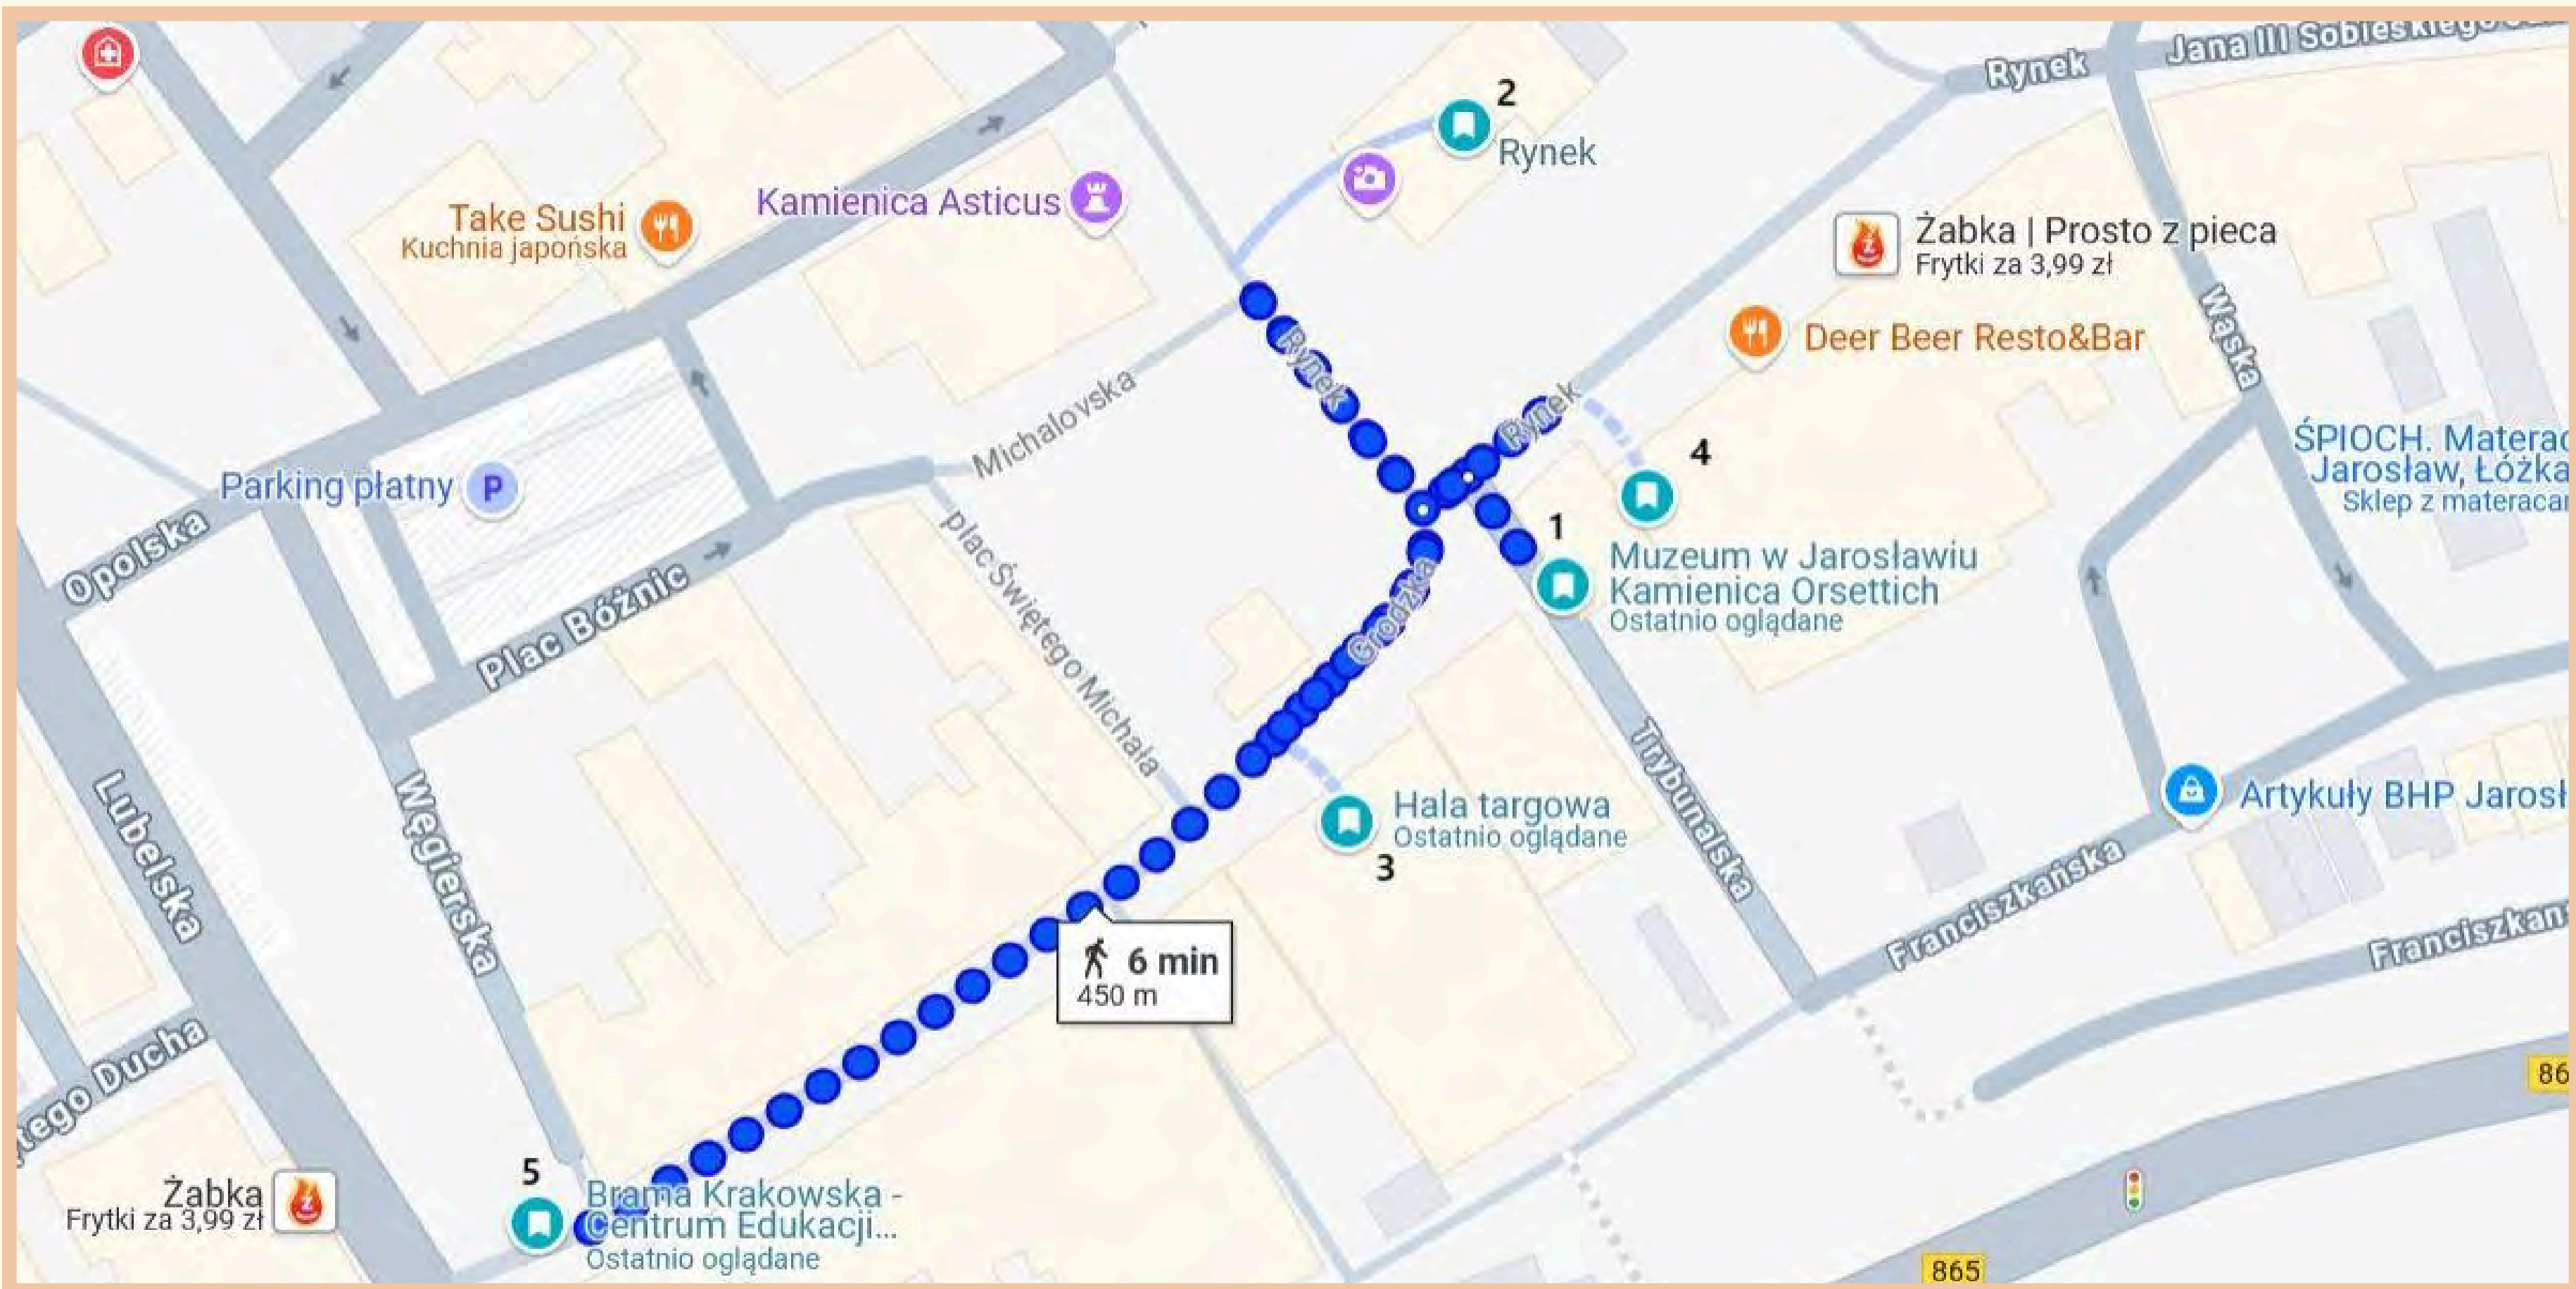 Rynek
Jana III Sobieskiego
2
Rynek
Kamienica Asticus
Take Sushi
Kuchnia japońska
Żabka | Prosto z pieca
Frytki za 3,99 zł
Deer Beer Resto&Bar
Wąska
Rynek
Rynek
Michalovska
4
ŚPIOCH. Materac
Jarosław, Łóżka
Sklep z materacar
Parking płatny
P
Opolska
Plac Bóżnic
plac Świętego Michała
1
Muzeum w Jarosławiu
Kamienica Orsettich
Ostatnio oglądane
Grodzka
Trybunalska
Lubelska
Węgierska
Hala targowa
Ostatnio oglądane
3
Artykuły BHP Jarosł
Franciszkańska
Franciszkan
6 min
450 m
tego Ducha
86
5
Żabka
Frytki za 3,99 zł
Brama Krakowska -
Centrum Edukacji...
Ostatnio oglądane
865